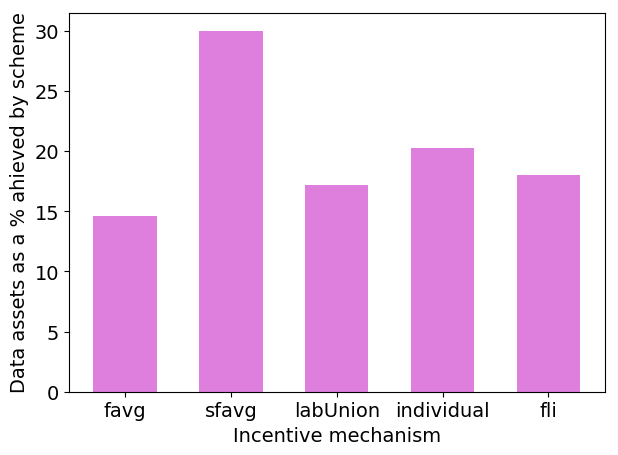 Data assets as a % ahieved by scheme
30
25
20
15
10
5
0
favg sfavg labUnion individual fli
Incentive mechanism